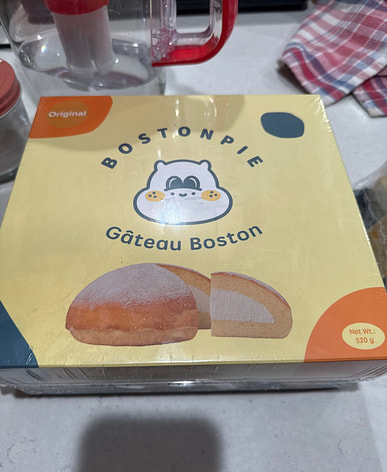 Original
BOSTONPIE
Gâteau Boston
Net Wt.:
520 g